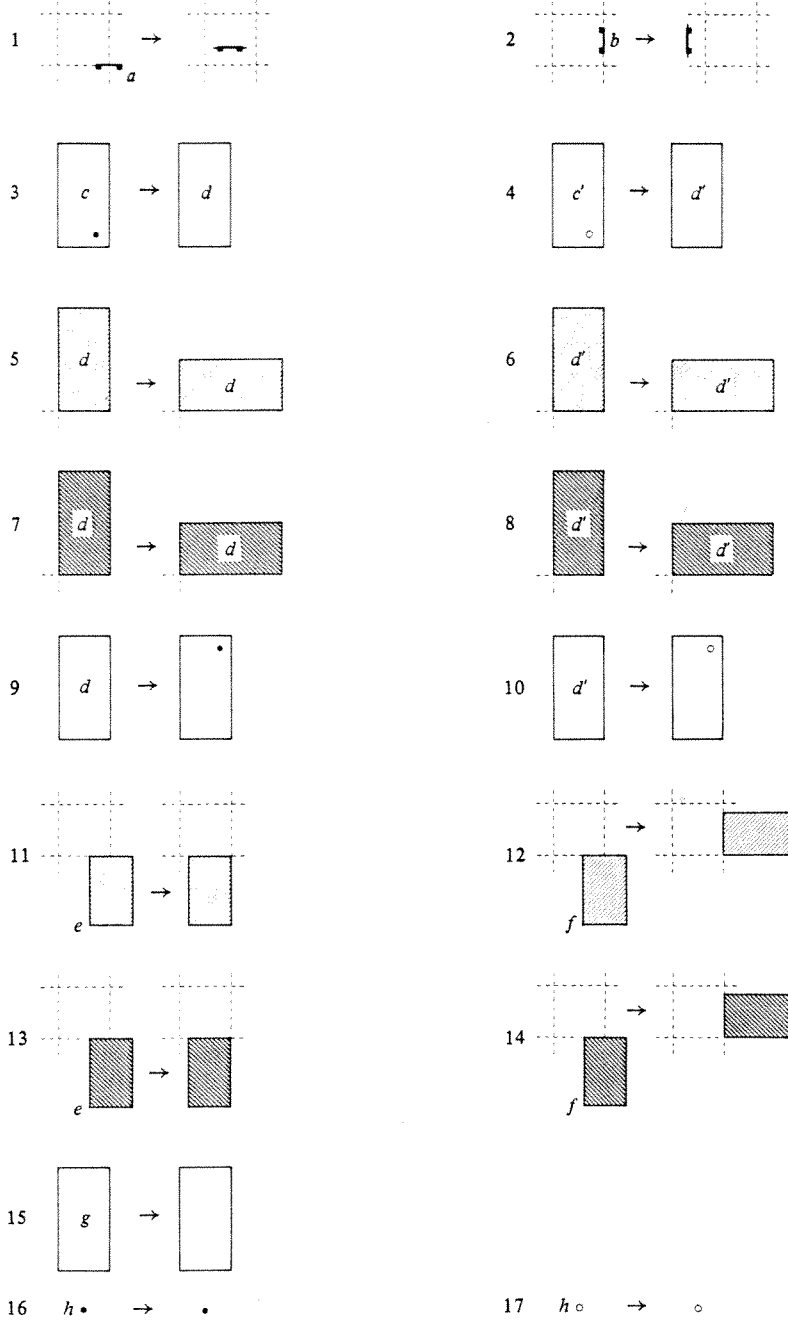 1 → a
2 b →
3 c → d
4 c' → d'
5 d → d
6 d' → d'
7 d → d
8 d' → d'
9 d →
10 d' →
11 e →
12 f →
13 e →
14 f →
15 g →
16 h • → •
17 h ○ → ○